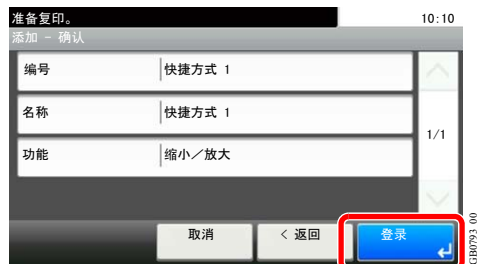 准备复印。 10:10
添加 - 确认
编号 快捷方式 1
名称 快捷方式 1
1/1
功能 缩小／放大
取消 < 返回 登录
GB0793_00